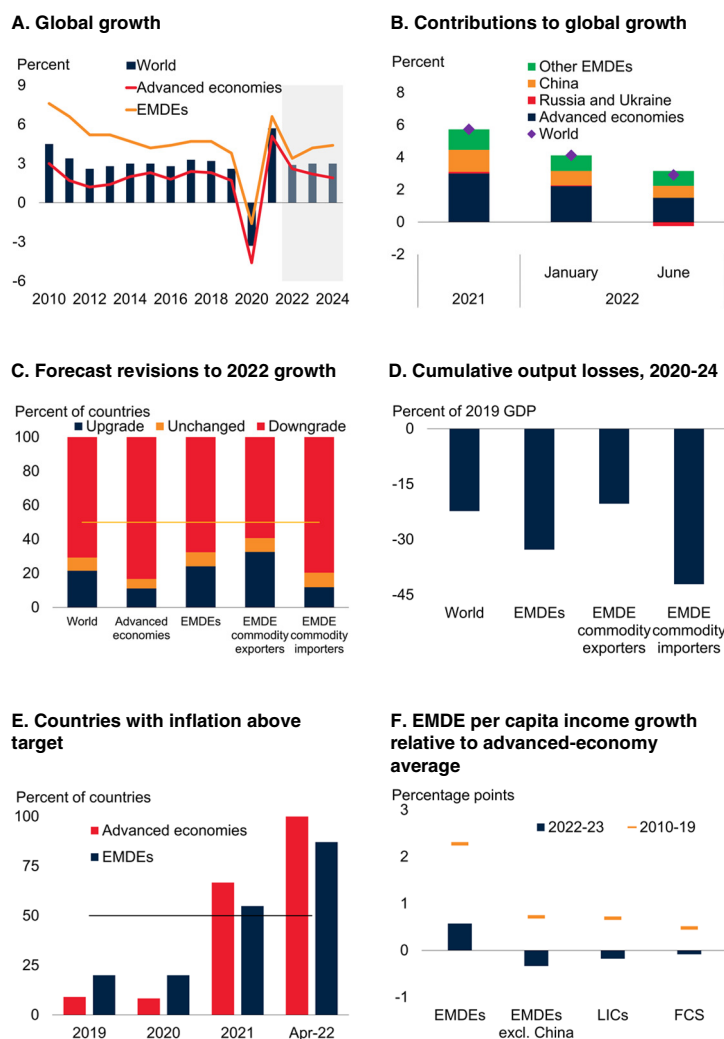 A. Global growth
Percent
World
Advanced economies
EMDEs
9
6
3
0
-3
-6
2010 2012 2014 2016 2018 2020 2022 2024
B. Contributions to global growth
Percent
Other EMDEs
China
Russia and Ukraine
Advanced economies
World
8
6
4
2
0
-2
January June
2021 2022
C. Forecast revisions to 2022 growth
Percent of countries
Upgrade Unchanged Downgrade
100
80
60
40
20
0
World Advanced economies EMDEs EMDE commodity exporters EMDE commodity importers
D. Cumulative output losses, 2020-24
Percent of 2019 GDP
0
-15
-30
-45
World EMDEs EMDE commodity exporters EMDE commodity importers
E. Countries with inflation above
target
Percent of countries
Advanced economies
EMDEs
100
75
50
25
0
2019 2020 2021 Apr-22
F. EMDE per capita income growth
relative to advanced-economy
average
Percentage points
2022-23 2010-19
3
2
1
0
-1
EMDEs EMDEs excl. China LICs FCS